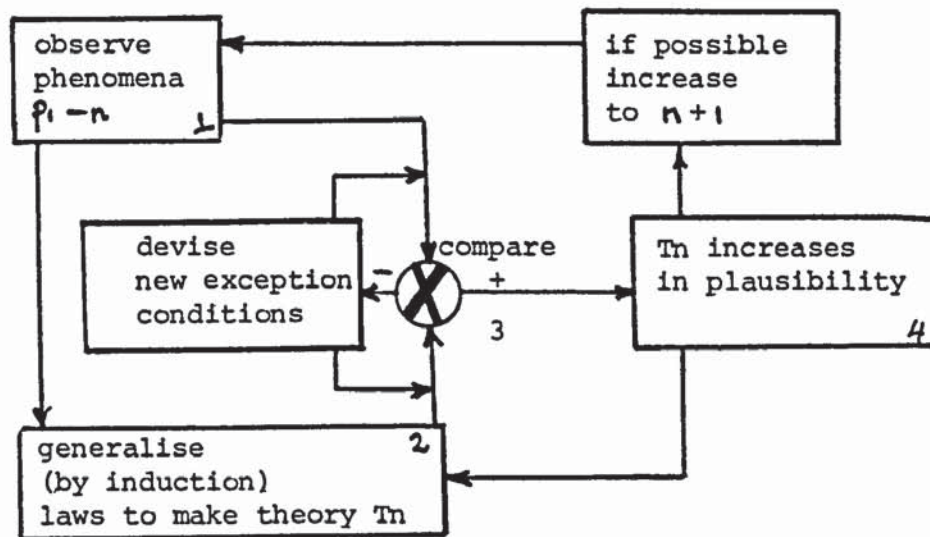 observe
phenomena
P1-n
1
if possible
increase
to n+1
devise
new exception
conditions
-
compare
+
3
Tn increases
in plausibility
4
2
generalise
(by induction)
laws to make theory Tn